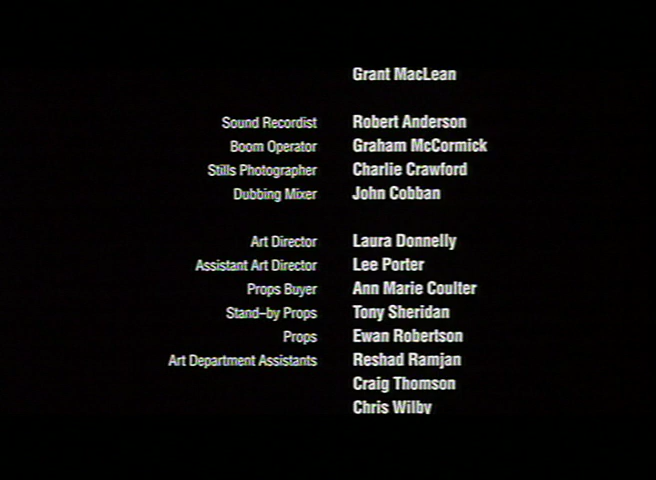 Grant MacLean
Sound Recordist Robert Anderson
Boom Operator Graham McCormick
Stills Photographer Charlie Crawford
Dubbing Mixer John Cobban
Art Director Laura Donnelly
Assistant Art Director Lee Porter
Props Buyer Ann Marie Coulter
Stand–by Props Tony Sheridan
Props Ewan Robertson
Art Department Assistants Reshad Ramjan
Craig Thomson
Chris Wilby